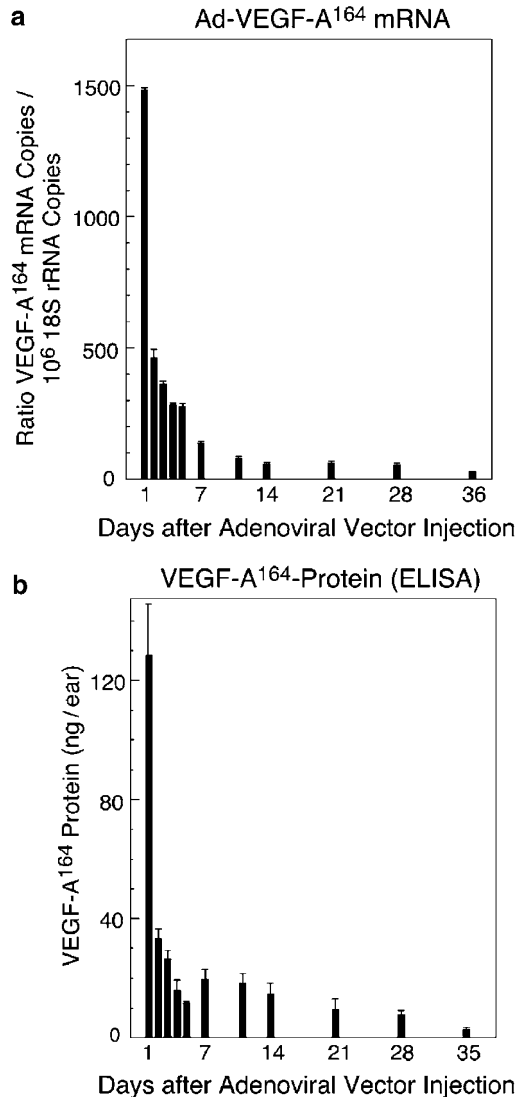 a
Ad-VEGF-A¹⁶⁴ mRNA
Ratio VEGF-A¹⁶⁴ mRNA Copies /
10⁶ 18S rRNA Copies
1500
1000
500
0
1 7 14 21 28 36
Days after Adenoviral Vector Injection
b
VEGF-A¹⁶⁴-Protein (ELISA)
VEGF-A¹⁶⁴ Protein (ng/ear)
120
80
40
0
1 7 14 21 28 35
Days after Adenoviral Vector Injection